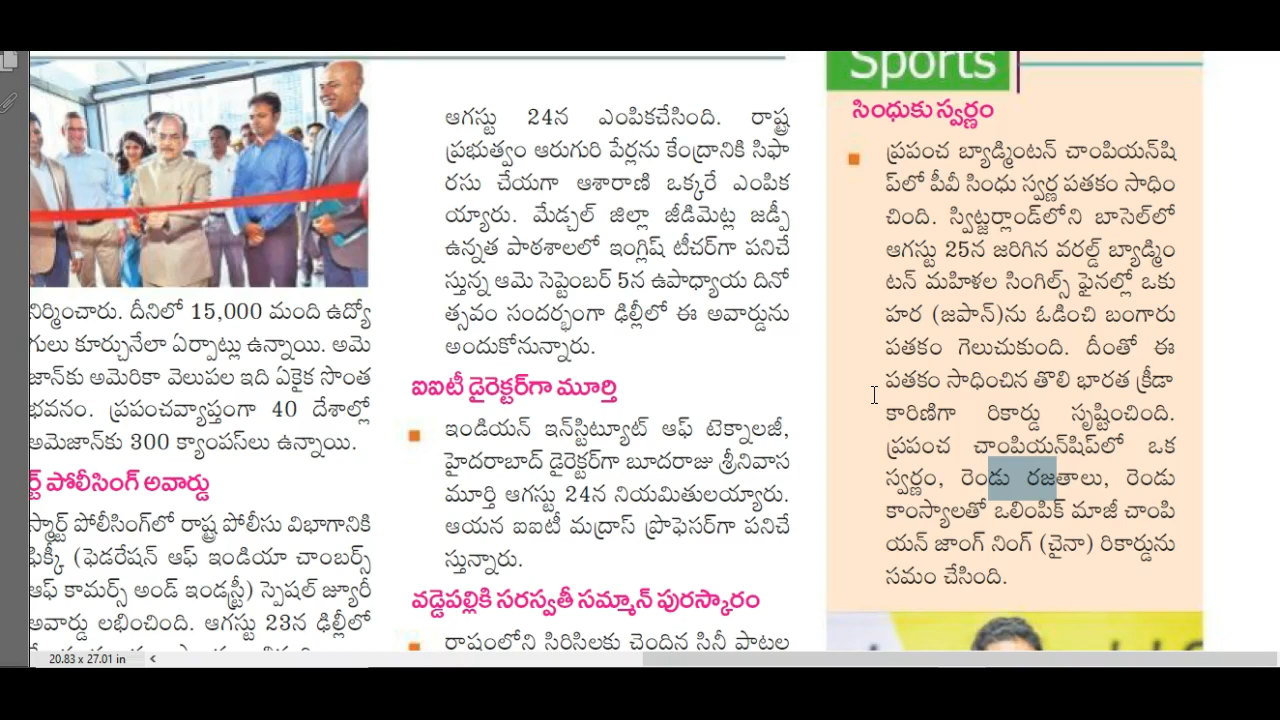 నిర్మించారు. దీనిలో 15,000 మంది ఉద్యో
గులు కూర్చునేలా ఏర్పాట్లు ఉన్నాయి. అమె
జాన్‌కు అమెరికా వెలుపల ఇది ఏకైక సొంత
భవనం. ప్రపంచవ్యాప్తంగా 40 దేశాల్లో
అమెజాన్‌కు 300 క్యాంపస్‌లు ఉన్నాయి.
ర్ట్ పోలీసింగ్ అవార్డు
స్మార్ట్ పోలీసింగ్‌లో రాష్ట్ర పోలీసు విభాగానికి
ఫిక్కీ (ఫెడరేషన్ ఆఫ్ ఇండియా చాంబర్స్
ఆఫ్ కామర్స్ అండ్ ఇండస్ట్రీ) స్పెషల్ జ్యూరీ
అవార్డు లభించింది. ఆగస్టు 23న ఢిల్లీలో
ఆగస్టు 24న ఎంపికచేసింది. రాష్ట్ర
ప్రభుత్వం ఆరుగురి పేర్లను కేంద్రానికి సిఫా
రసు చేయగా ఆశారాణి ఒక్కరే ఎంపిక
య్యారు. మేడ్చల్ జిల్లా జీడిమెట్ల జడ్పీ
ఉన్నత పాఠశాలలో ఇంగ్లిష్ టీచర్‌గా పనిచే
స్తున్న ఆమె సెప్టెంబర్ 5న ఉపాధ్యాయ దినో
త్సవం సందర్భంగా ఢిల్లీలో ఈ అవార్డును
అందుకోనున్నారు.
ఐఐటీ డైరెక్టర్‌గా మూర్తి
ఇండియన్ ఇన్‌స్టిట్యూట్ ఆఫ్ టెక్నాలజీ,
హైదరాబాద్ డైరెక్టర్‌గా బూదరాజు శ్రీనివాస
మూర్తి ఆగస్టు 24న నియమితులయ్యారు.
ఆయన ఐఐటీ మద్రాస్ ప్రొఫెసర్‌గా పనిచే
స్తున్నారు.
వడ్డెపల్లికి సరస్వతీ సమ్మాన్ పురస్కారం
రాష్ట్రంలోని సిరిసిలకు చెందిన సినీ పాటల
Sports
సింధుకు స్వర్ణం
ప్రపంచ బ్యాడ్మింటన్ చాంపియన్‌షి
ప్‌లో పీవీ సింధు స్వర్ణ పతకం సాధిం
చింది. స్విట్జర్లాండ్‌లోని బాసెల్‌లో
ఆగస్టు 25న జరిగిన వరల్డ్ బ్యాడ్మిం
టన్ మహిళల సింగిల్స్ ఫైనల్లో ఒకు
హర (జపాన్)ను ఓడించి బంగారు
పతకం గెలుచుకుంది. దీంతో ఈ
పతకం సాధించిన తొలి భారత క్రీడా
కారిణిగా రికార్డు సృష్టించింది.
ప్రపంచ చాంపియన్‌షిప్‌లో ఒక
స్వర్ణం, రెండు రజతాలు, రెండు
కాంస్యాలతో ఒలింపిక్ మాజీ చాంపి
యన్ జాంగ్ నింగ్ (చైనా) రికార్డును
సమం చేసింది.
20.83 x 27.01 in